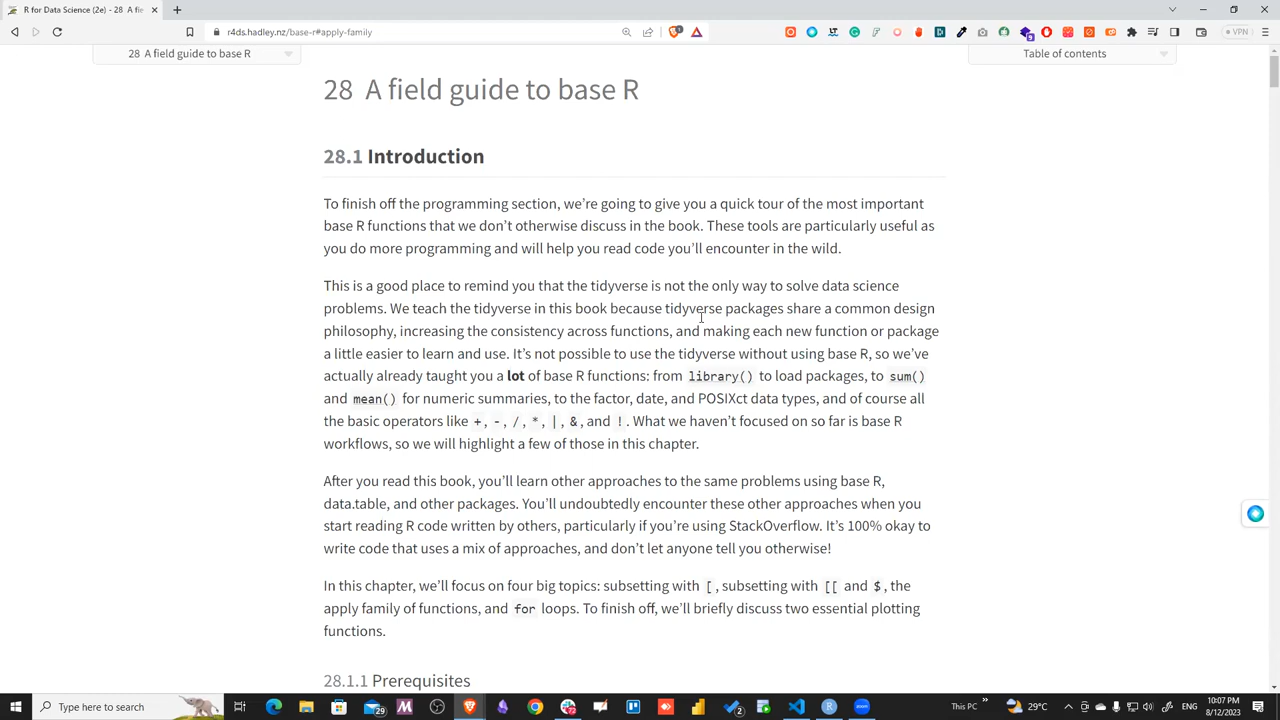 R for Data Science (2e) - 28 A fie
r4ds.hadley.nz/base-r#apply-family
VPN
28 A field guide to base R
Table of contents
28 A field guide to base R
28.1 Introduction
To finish off the programming section, we're going to give you a quick tour of the most important
base R functions that we don't otherwise discuss in the book. These tools are particularly useful as
you do more programming and will help you read code you'll encounter in the wild.
This is a good place to remind you that the tidyverse is not the only way to solve data science
problems. We teach the tidyverse in this book because tidyverse packages share a common design
philosophy, increasing the consistency across functions, and making each new function or package
a little easier to learn and use. It's not possible to use the tidyverse without using base R, so we've
actually already taught you a lot of base R functions: from library() to load packages, to sum()
and mean() for numeric summaries, to the factor, date, and POSIXct data types, and of course all
the basic operators like +, -, /, *, |, &, and !. What we haven't focused on so far is base R
workflows, so we will highlight a few of those in this chapter.
After you read this book, you'll learn other approaches to the same problems using base R,
data.table, and other packages. You'll undoubtedly encounter these other approaches when you
start reading R code written by others, particularly if you're using StackOverflow. It's 100% okay to
write code that uses a mix of approaches, and don't let anyone tell you otherwise!
In this chapter, we'll focus on four big topics: subsetting with [, subsetting with [[ and $, the
apply family of functions, and for loops. To finish off, we'll briefly discuss two essential plotting
functions.
28.1.1 Prerequisites
Type here to search
29
2
This PC
29°C
10:07 PM
8/12/2023